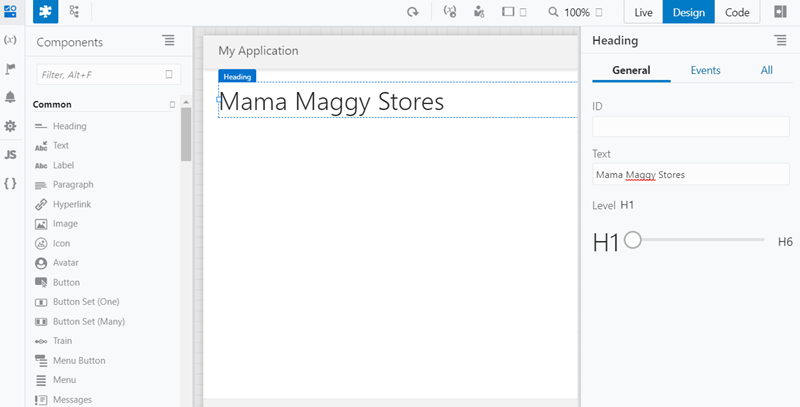 100%
Live
Design
Code
(x)
JS
{ }
Components
Filter, Alt+F
Common
Heading
Abc Text
Abc Label
Paragraph
Hyperlink
Image
Icon
Avatar
Button
Button Set (One)
Button Set (Many)
Train
Menu Button
Menu
Messages
My Application
Heading
Mama Maggy Stores
Heading
General
Events
All
ID
Text
Mama Maggy Stores
Level H1
H1
H6